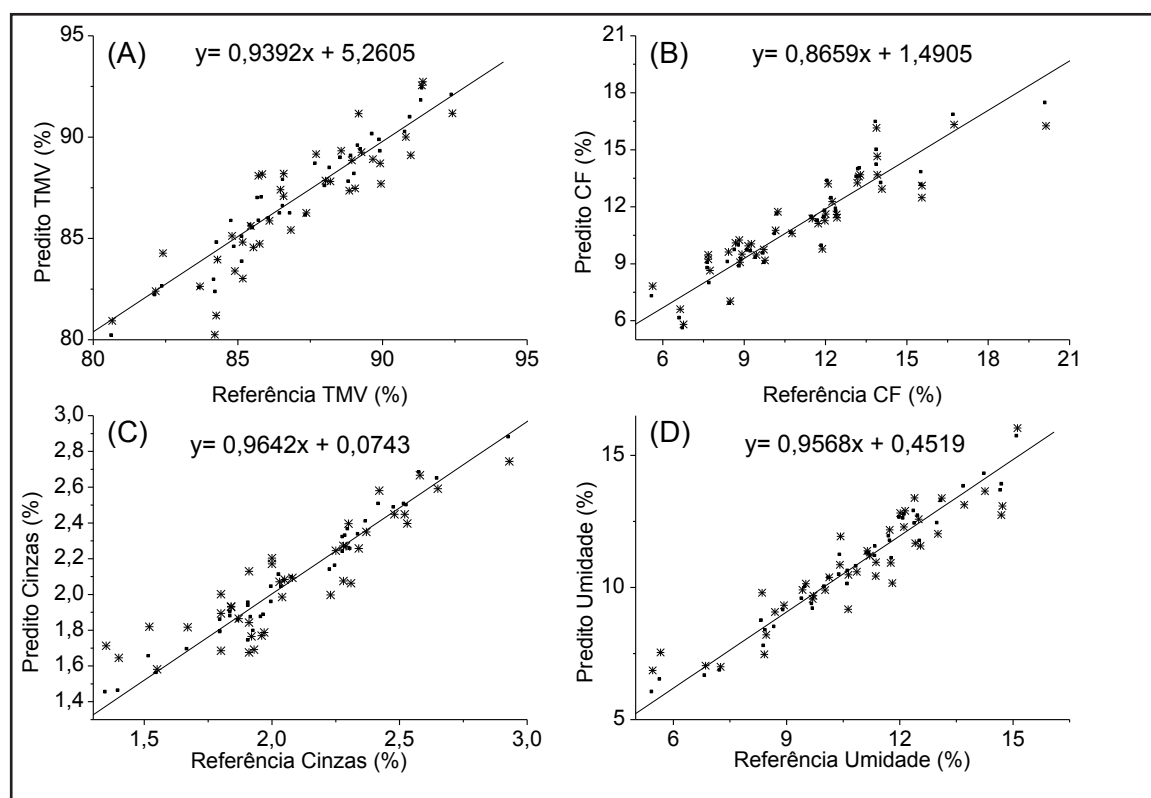 (A)
y= 0,9392x + 5,2605
95
90
85
80
Predito TMV (%)
80 85 90 95
Referência TMV (%)
(B)
y= 0,8659x + 1,4905
21
18
15
12
9
6
Predito CF (%)
6 9 12 15 18 21
Referência CF (%)
(C)
y= 0,9642x + 0,0743
3,0
2,8
2,6
2,4
2,2
2,0
1,8
1,6
1,4
Predito Cinzas (%)
1,5 2,0 2,5 3,0
Referência Cinzas (%)
(D)
y= 0,9568x + 0,4519
15
10
5
Predito Umidade (%)
6 9 12 15
Referência Umidade (%)